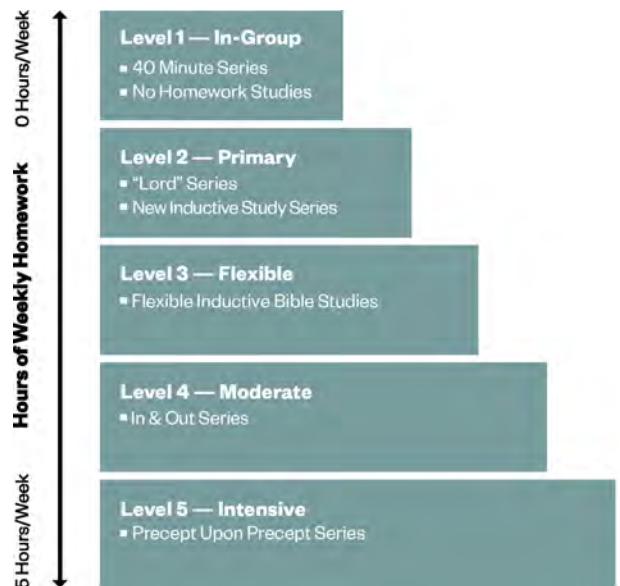 0 Hours/Week
Hours of Weekly Homework
5 Hours/Week
Level 1 — In-Group
▪ 40 Minute Series
▪ No Homework Studies
Level 2 — Primary
▪ “Lord” Series
▪ New Inductive Study Series
Level 3 — Flexible
▪ Flexible Inductive Bible Studies
Level 4 — Moderate
▪ In & Out Series
Level 5 — Intensive
▪ Precept Upon Precept Series